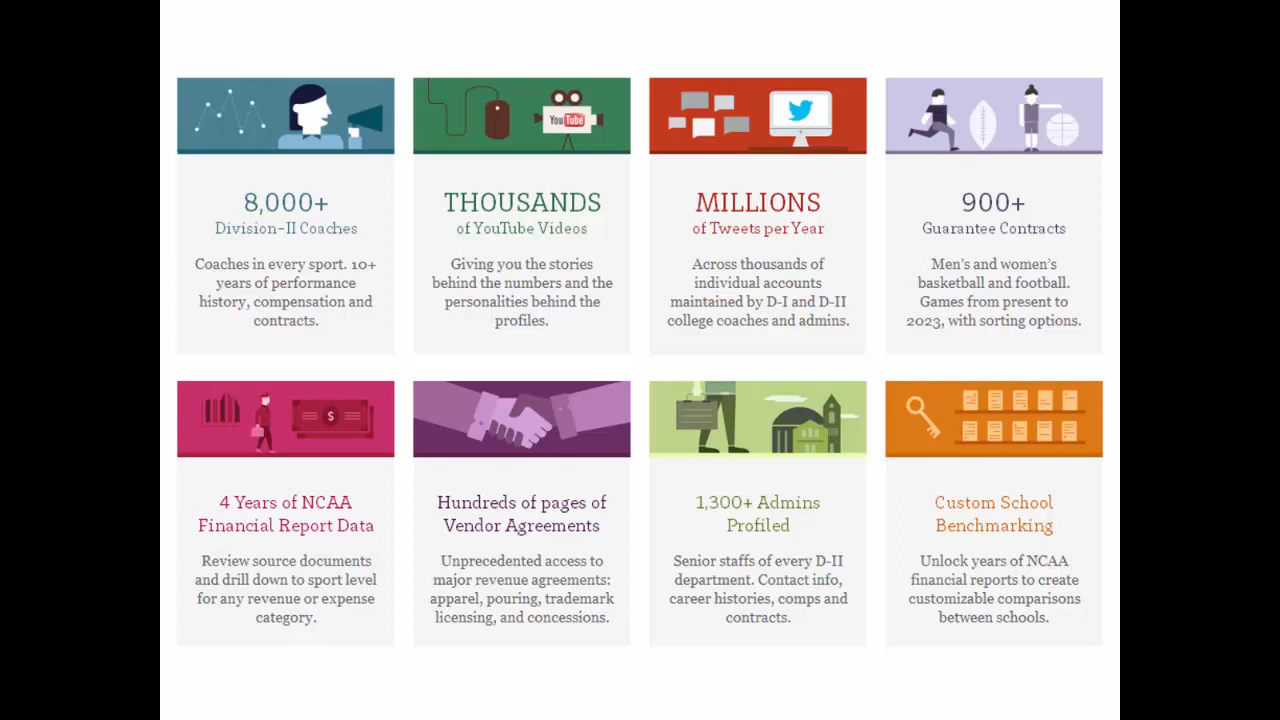 You Tube
8,000+
Division-II Coaches
Coaches in every sport. 10+
years of performance
history, compensation and
contracts.
THOUSANDS
of YouTube Videos
Giving you the stories
behind the numbers and the
personalities behind the
profiles.
MILLIONS
of Tweets per Year
Across thousands of
individual accounts
maintained by D-I and D-II
college coaches and admins.
900+
Guarantee Contracts
Men's and women's
basketball and football.
Games from present to
2023, with sorting options.
$
4 Years of NCAA
Financial Report Data
Review source documents
and drill down to sport level
for any revenue or expense
category.
Hundreds of pages of
Vendor Agreements
Unprecedented access to
major revenue agreements:
apparel, pouring, trademark
licensing, and concessions.
1,300+ Admins
Profiled
Senior staffs of every D-II
department. Contact info,
career histories, comps and
contracts.
Custom School
Benchmarking
Unlock years of NCAA
financial reports to create
customizable comparisons
between schools.